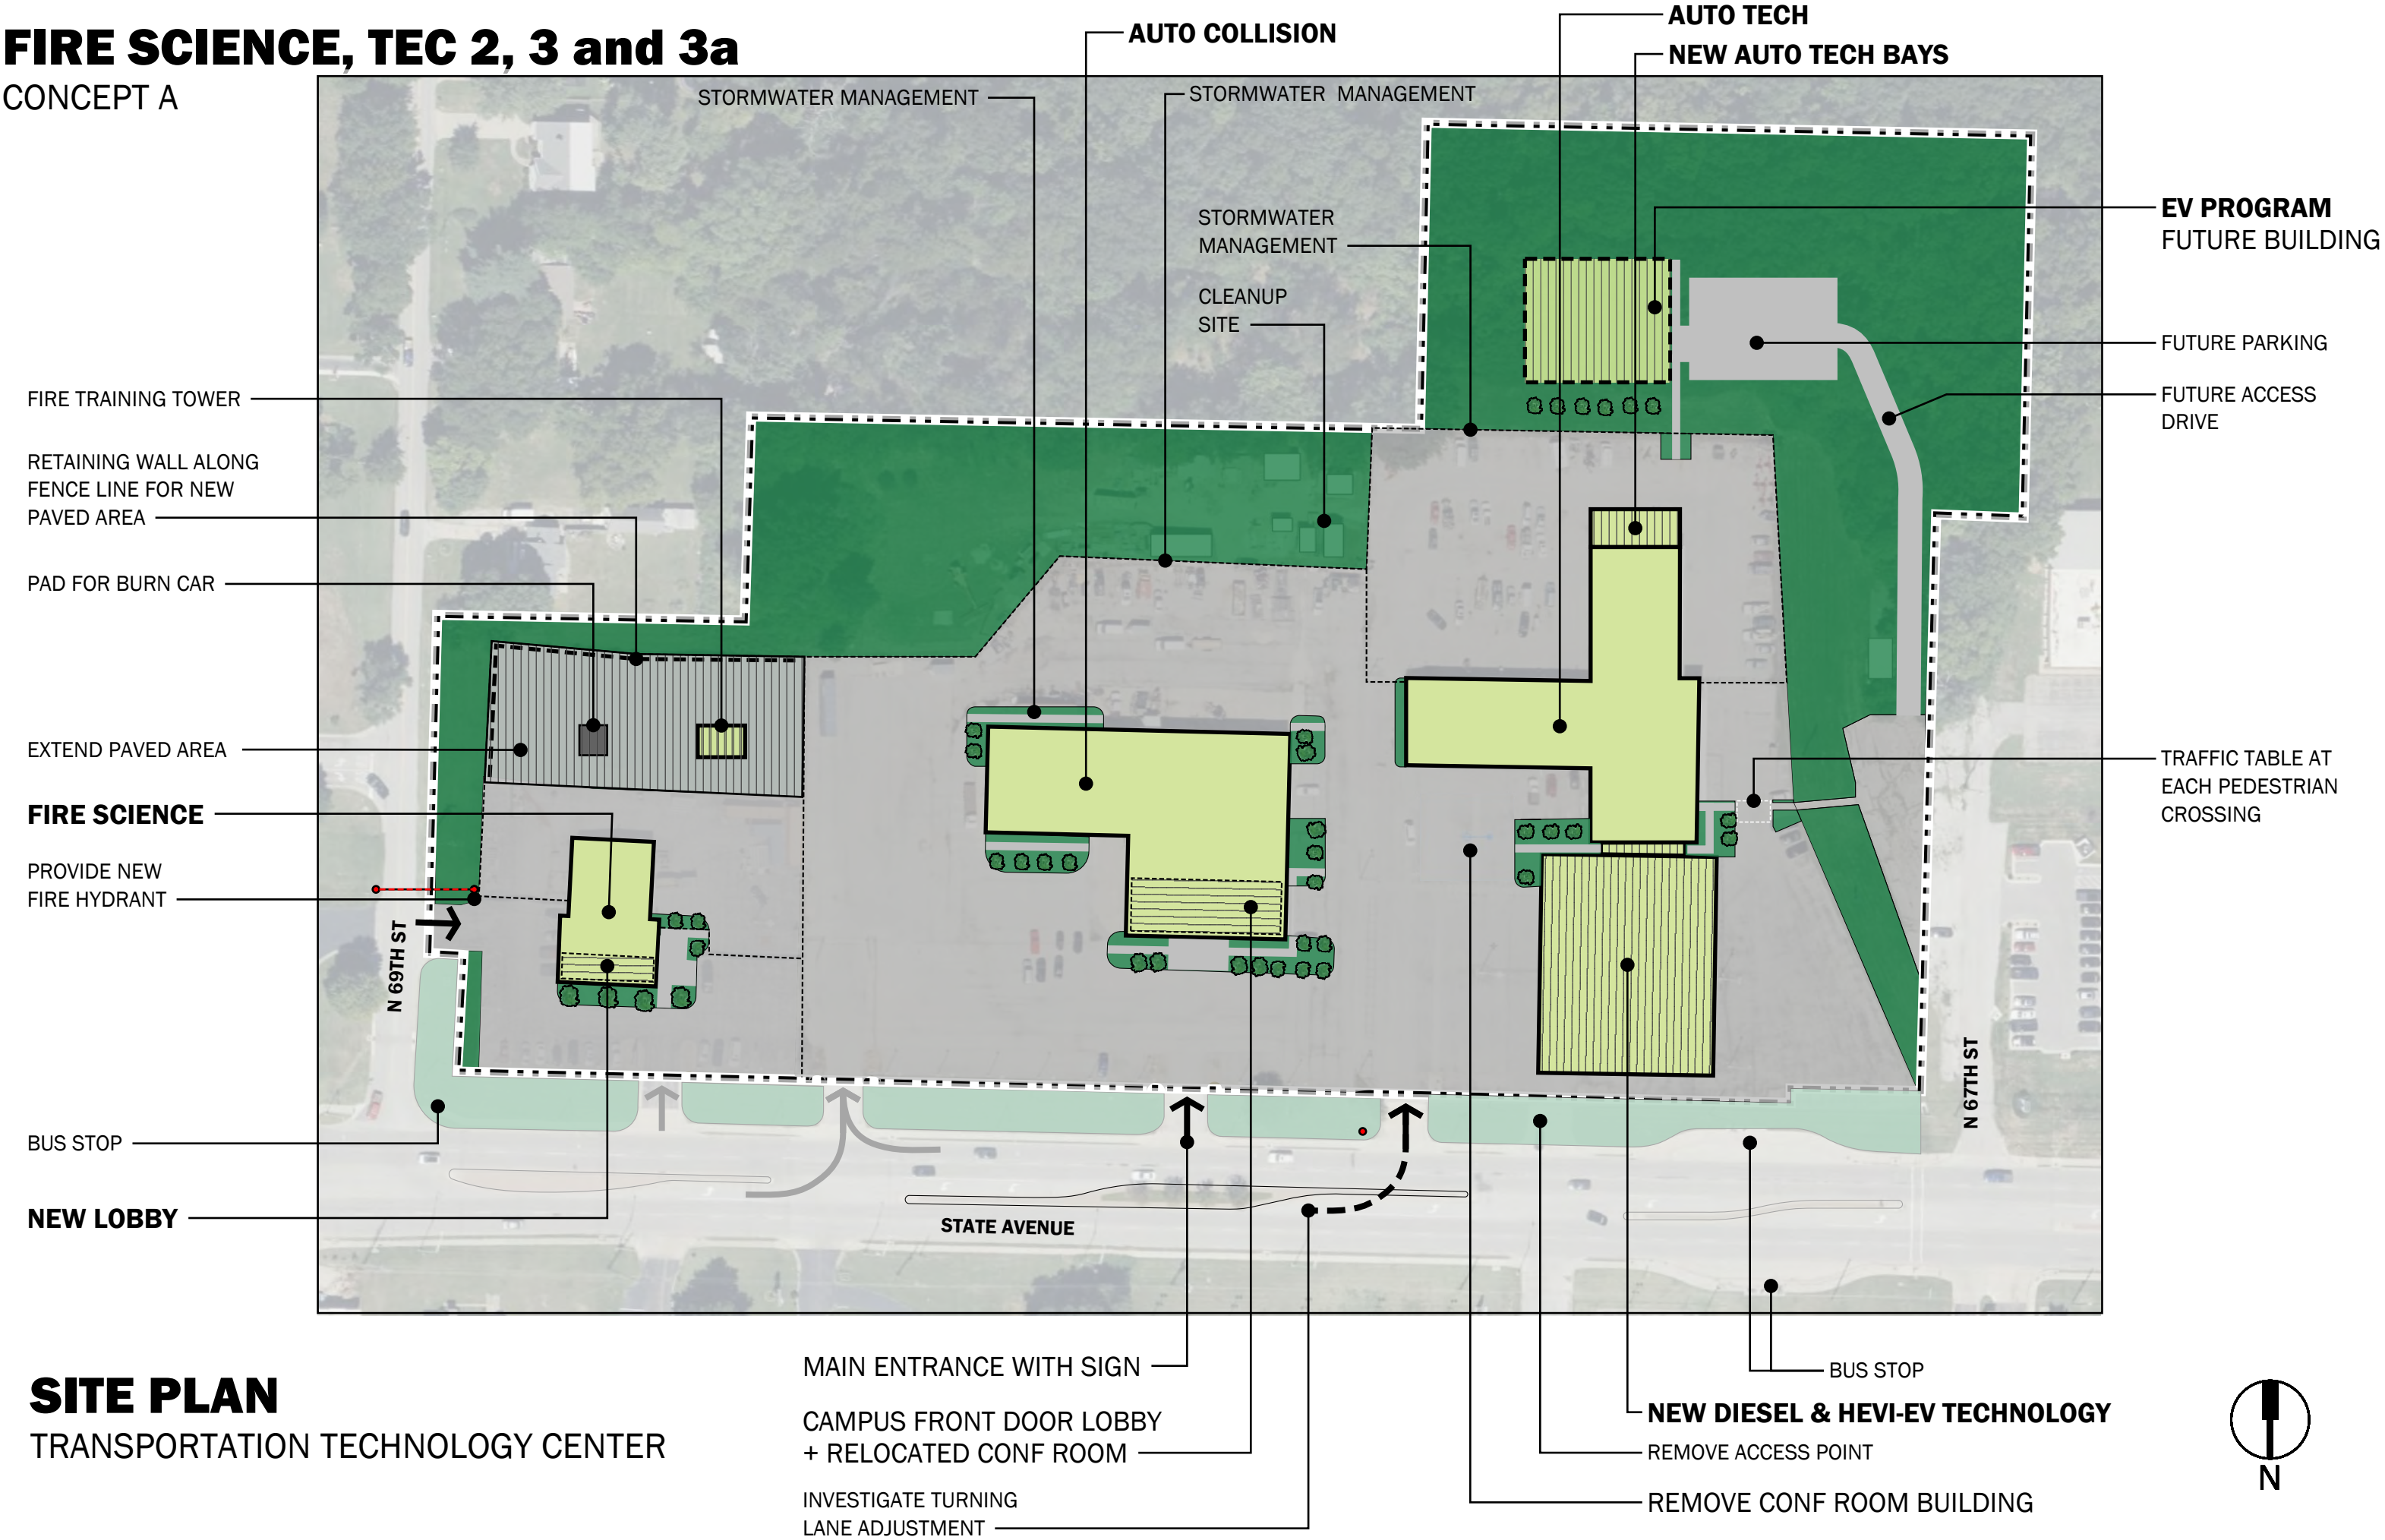 FIRE SCIENCE, TEC 2, 3 and 3a
CONCEPT A
AUTO COLLISION
AUTO TECH
NEW AUTO TECH BAYS
STORMWATER MANAGEMENT
STORMWATER MANAGEMENT
STORMWATER
MANAGEMENT
CLEANUP
SITE
EV PROGRAM
FUTURE BUILDING
FUTURE PARKING
FUTURE ACCESS
DRIVE
TRAFFIC TABLE AT
EACH PEDESTRIAN
CROSSING
FIRE TRAINING TOWER
RETAINING WALL ALONG
FENCE LINE FOR NEW
PAVED AREA
PAD FOR BURN CAR
EXTEND PAVED AREA
FIRE SCIENCE
PROVIDE NEW
FIRE HYDRANT
N 69TH ST
BUS STOP
NEW LOBBY
STATE AVENUE
N 67TH ST
MAIN ENTRANCE WITH SIGN
CAMPUS FRONT DOOR LOBBY
+ RELOCATED CONF ROOM
INVESTIGATE TURNING
LANE ADJUSTMENT
BUS STOP
NEW DIESEL & HEVI-EV TECHNOLOGY
REMOVE ACCESS POINT
REMOVE CONF ROOM BUILDING
SITE PLAN
TRANSPORTATION TECHNOLOGY CENTER
N